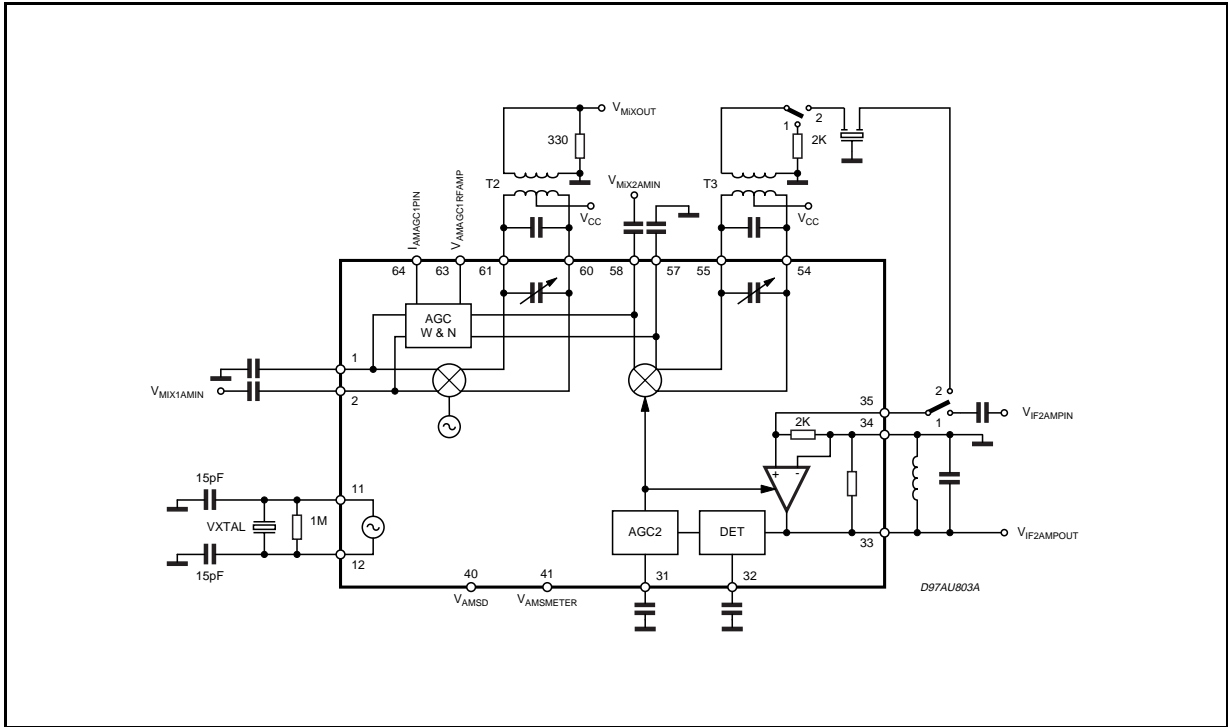 VMiXOUT
330
2
1
2K
T2
VMiX2AMIN
T3
VCC
VCC
IAMAGC1PIN
VAMAGC1RFAMP
64
63
61
60
58
57
55
54
AGC
W & N
1
VMIX1AMIN
2
35
2
1
VIF2AMPIN
2K
34
+
-
15pF
11
VXTAL
1M
AGC2
DET
33
VIF2AMPOUT
12
15pF
40
41
31
32
VAMSD
VAMSMETER
D97AU803A